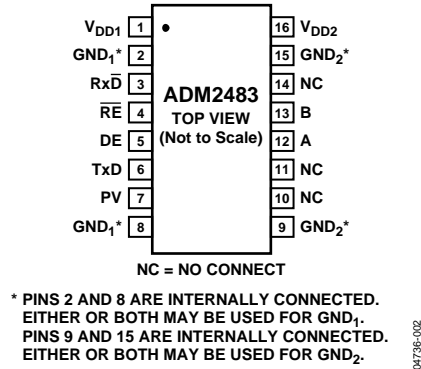 VDD1 1 16 VDD2
GND1* 2 15 GND2*
RxD̅ 3 14 NC
R̅E̅ 4 13 B
DE 5 12 A
TxD 6 11 NC
PV 7 10 NC
GND1* 8 9 GND2*
ADM2483
TOP VIEW
(Not to Scale)
NC = NO CONNECT
* PINS 2 AND 8 ARE INTERNALLY CONNECTED.
EITHER OR BOTH MAY BE USED FOR GND1.
PINS 9 AND 15 ARE INTERNALLY CONNECTED.
EITHER OR BOTH MAY BE USED FOR GND2.
04736-002